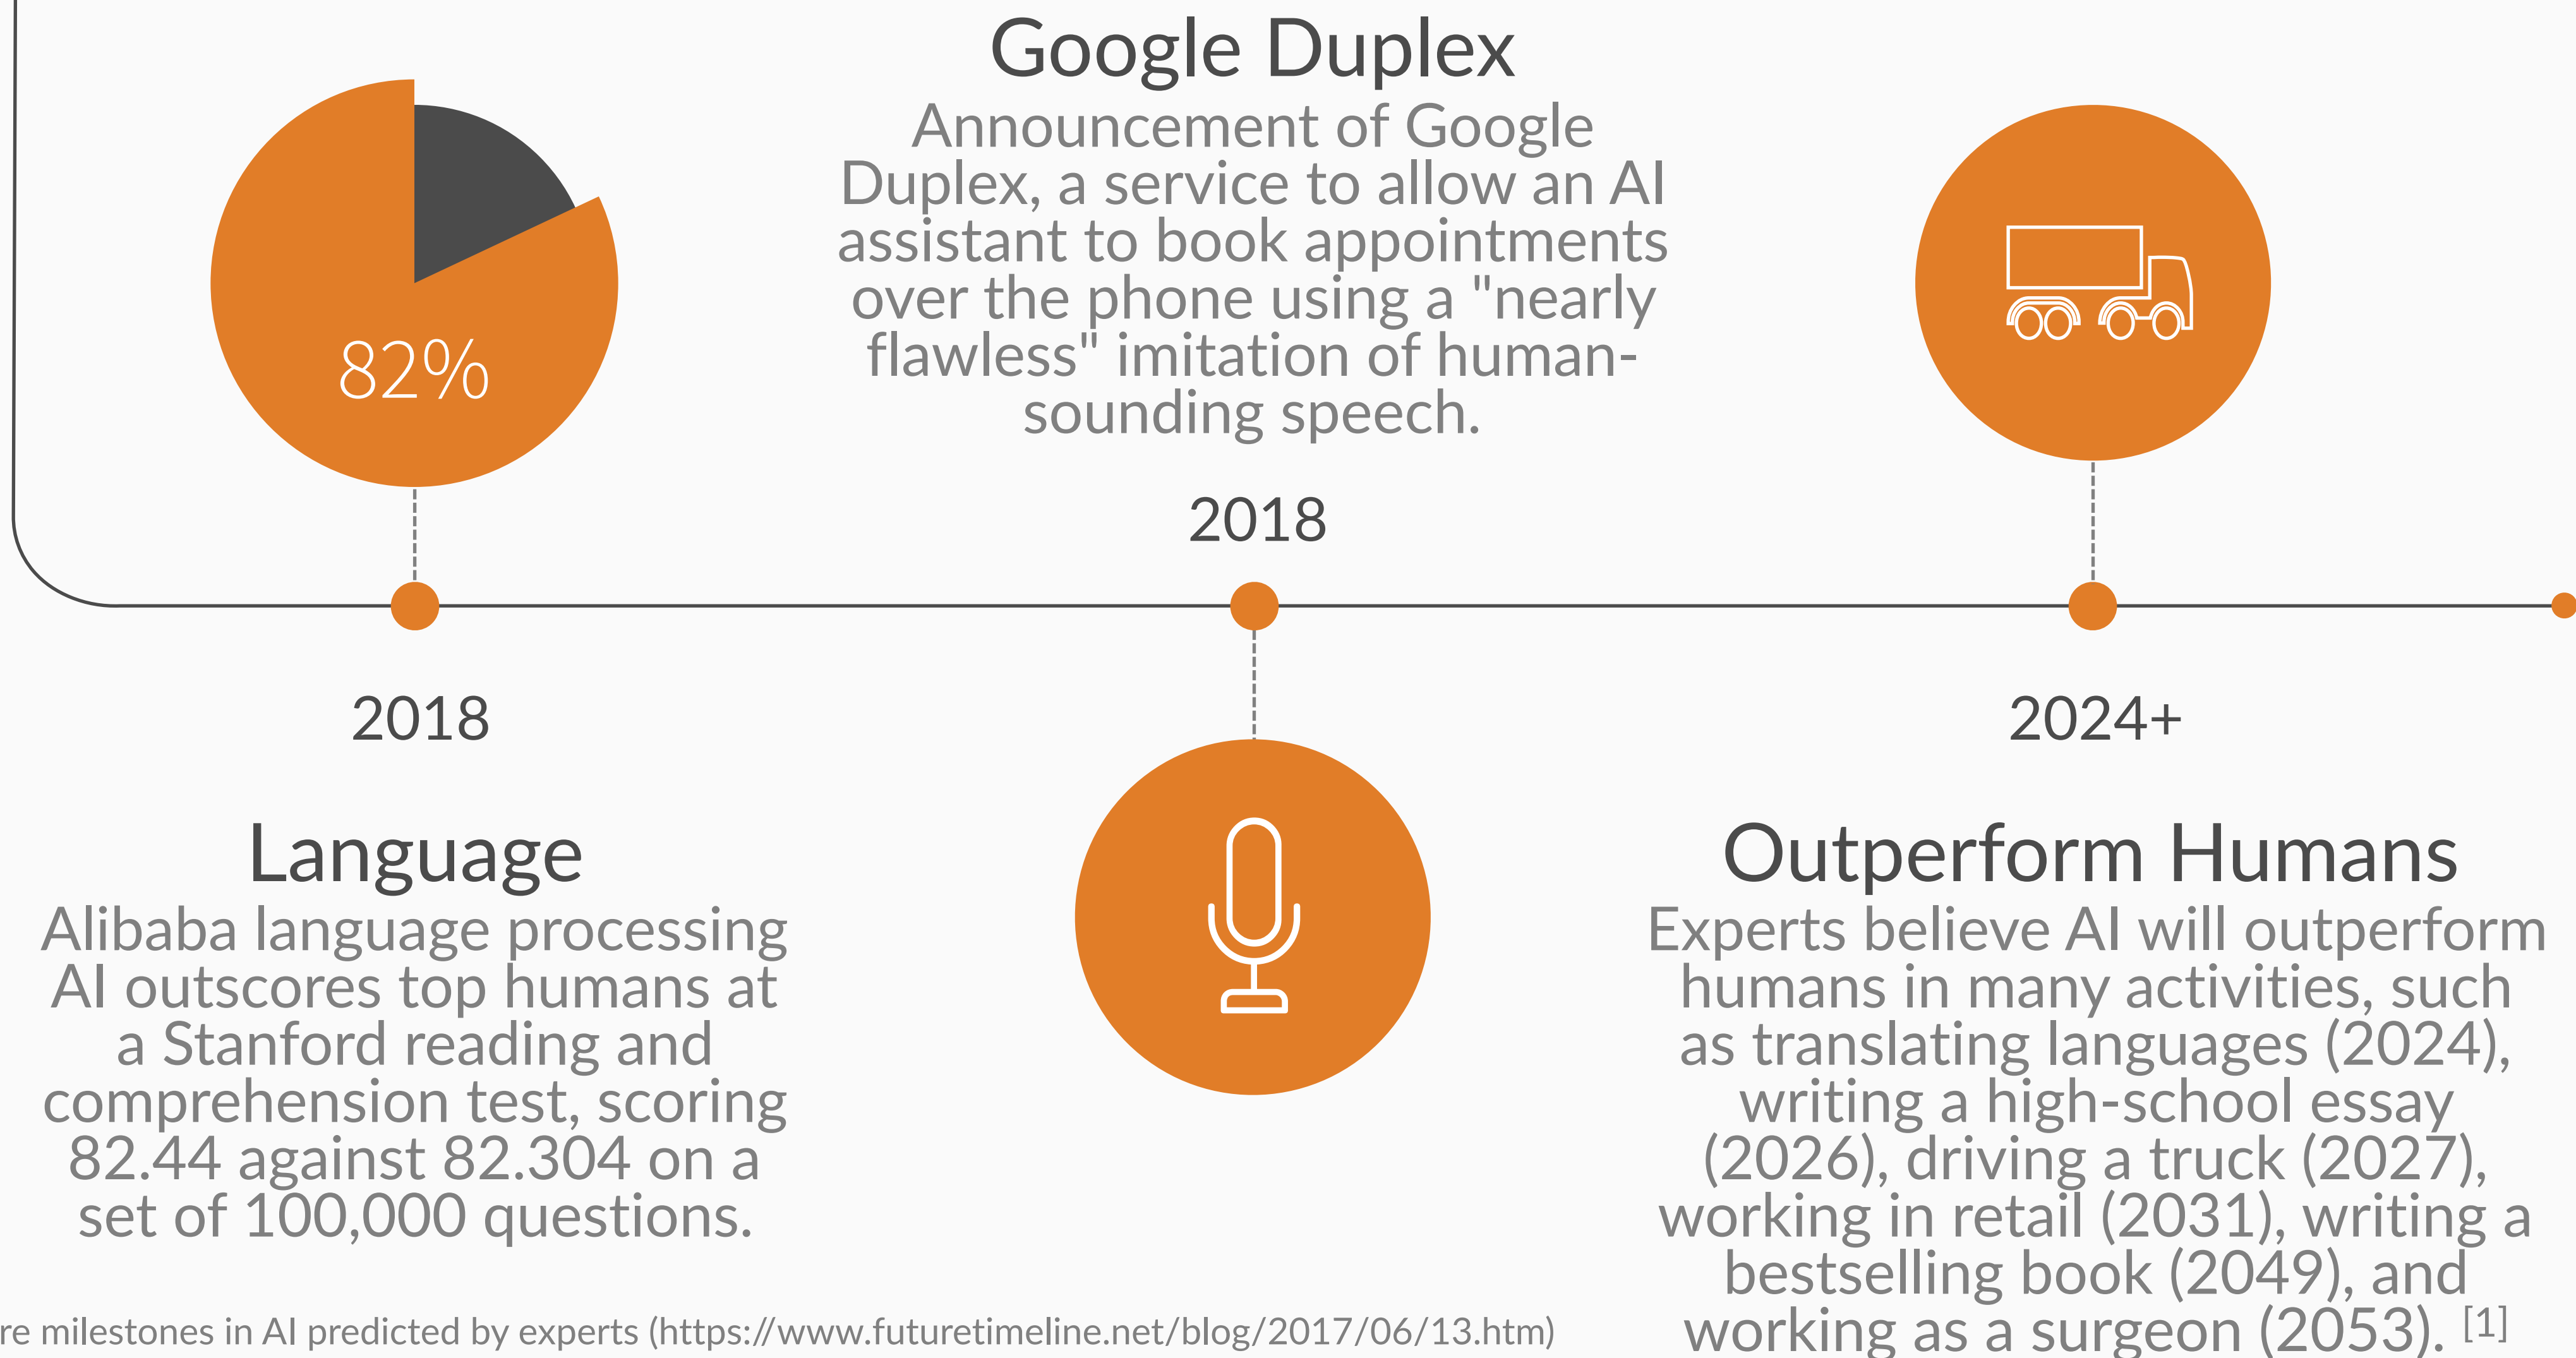 82%
2018
Language
Alibaba language processing
AI outscores top humans at
a Stanford reading and
comprehension test, scoring
82.44 against 82.304 on a
set of 100,000 questions.
Google Duplex
Announcement of Google
Duplex, a service to allow an AI
assistant to book appointments
over the phone using a "nearly
flawless" imitation of human-
sounding speech.
2018
2024+
Outperform Humans
Experts believe AI will outperform
humans in many activities, such
as translating languages (2024),
writing a high-school essay
(2026), driving a truck (2027),
working in retail (2031), writing a
bestselling book (2049), and
working as a surgeon (2053). [1]
re milestones in AI predicted by experts (https://www.futuretimeline.net/blog/2017/06/13.htm)